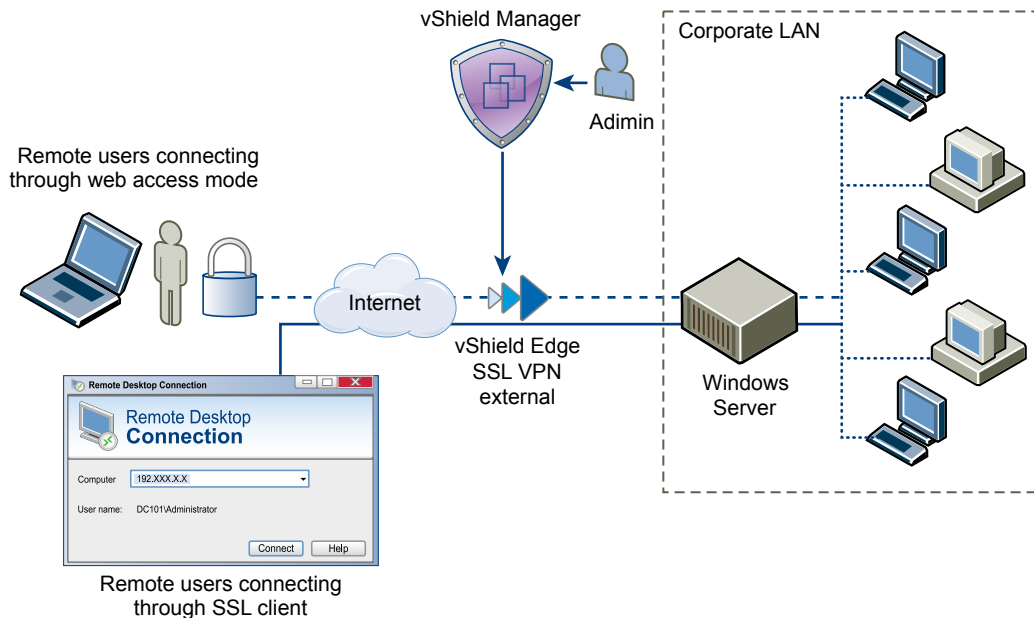 vShield Manager
Adimin
Corporate LAN
Remote users connecting
through web access mode
Internet
vShield Edge
SSL VPN
external
Windows
Server
Remote Desktop Connection
Remote Desktop
Connection
Computer
192.XXX.X.X
User name:
DC101\Administrator
Connect
Help
Remote users connecting
through SSL client